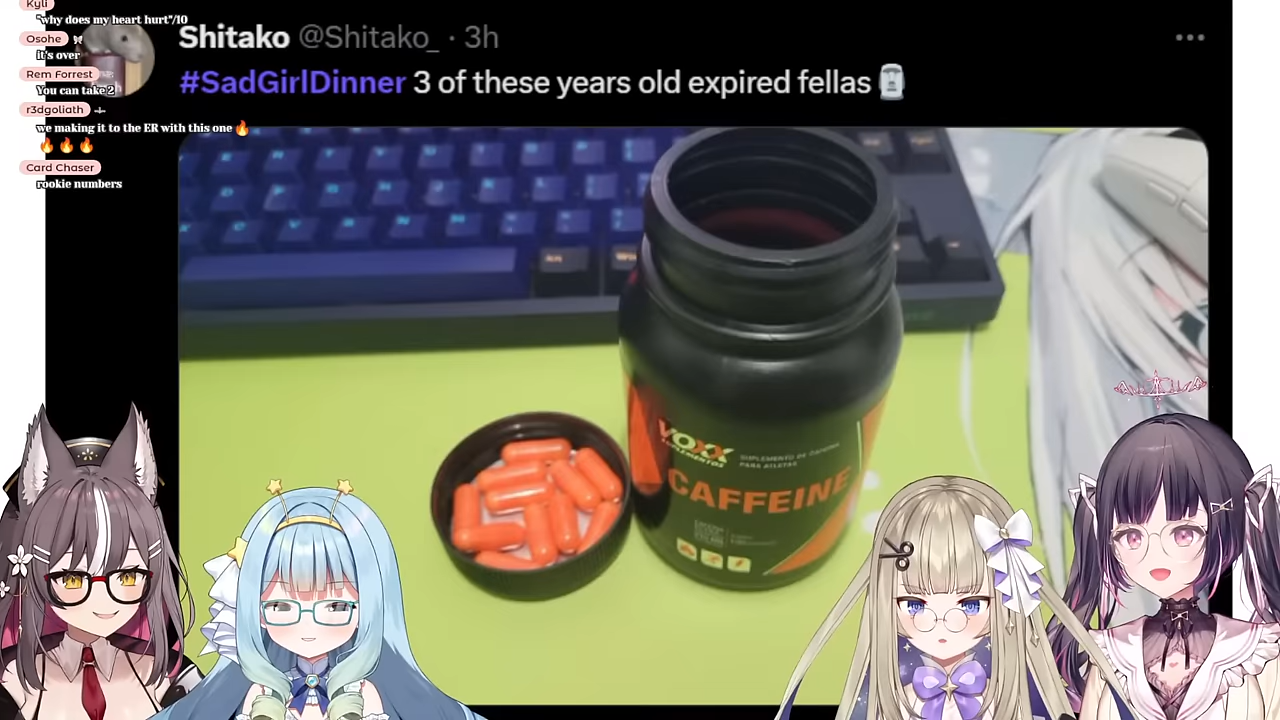 Kyli
"why does my heart hurt"/10
Osohe
it's over
Rem Forrest
You can take 2
r3dgoliath
we making it to the ER with this one 🔥
🔥🔥🔥
Card Chaser
rookie numbers
Shitako @Shitako_ · 3h
#SadGirlDinner 3 of these years old expired fellas
VOXX
SUPLEMENTOS
SUPLEMENTO DE CAFEÍNA
PARA ATLETAS
CAFFEINE